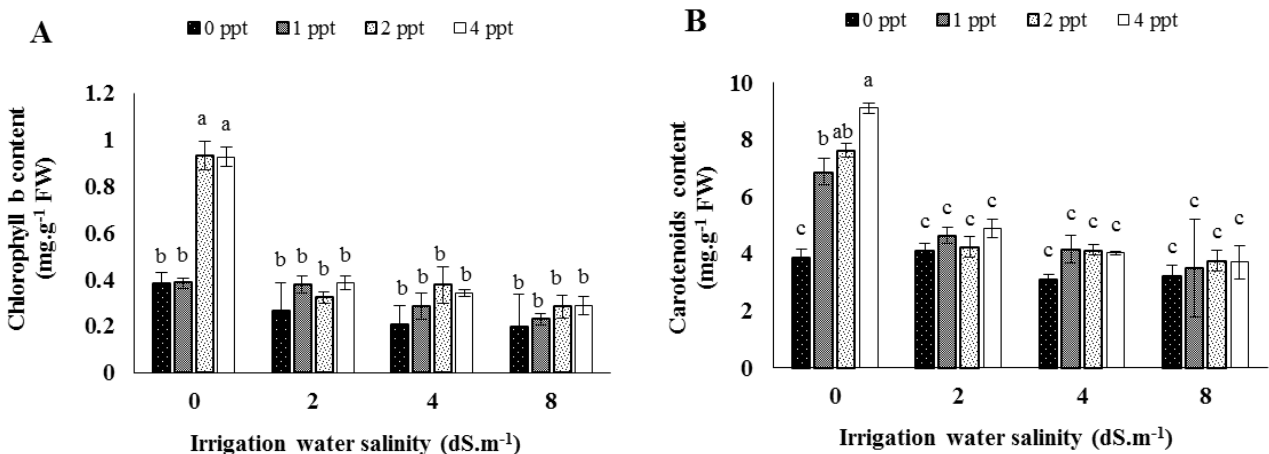 A
0 ppt 1 ppt 2 ppt 4 ppt
Chlorophyll b content
(mg.g-1 FW)
1.2
1
0.8
0.6
0.4
0.2
0
b b a a
b b b b
b b b b
b b b b
0 2 4 8
Irrigation water salinity (dS.m-1)
B
0 ppt 1 ppt 2 ppt 4 ppt
Carotenoids content
(mg.g-1 FW)
10
8
6
4
2
0
c b ab a
c c c c
c c c c
c c c c
0 2 4 8
Irrigation water salinity (dS.m-1)